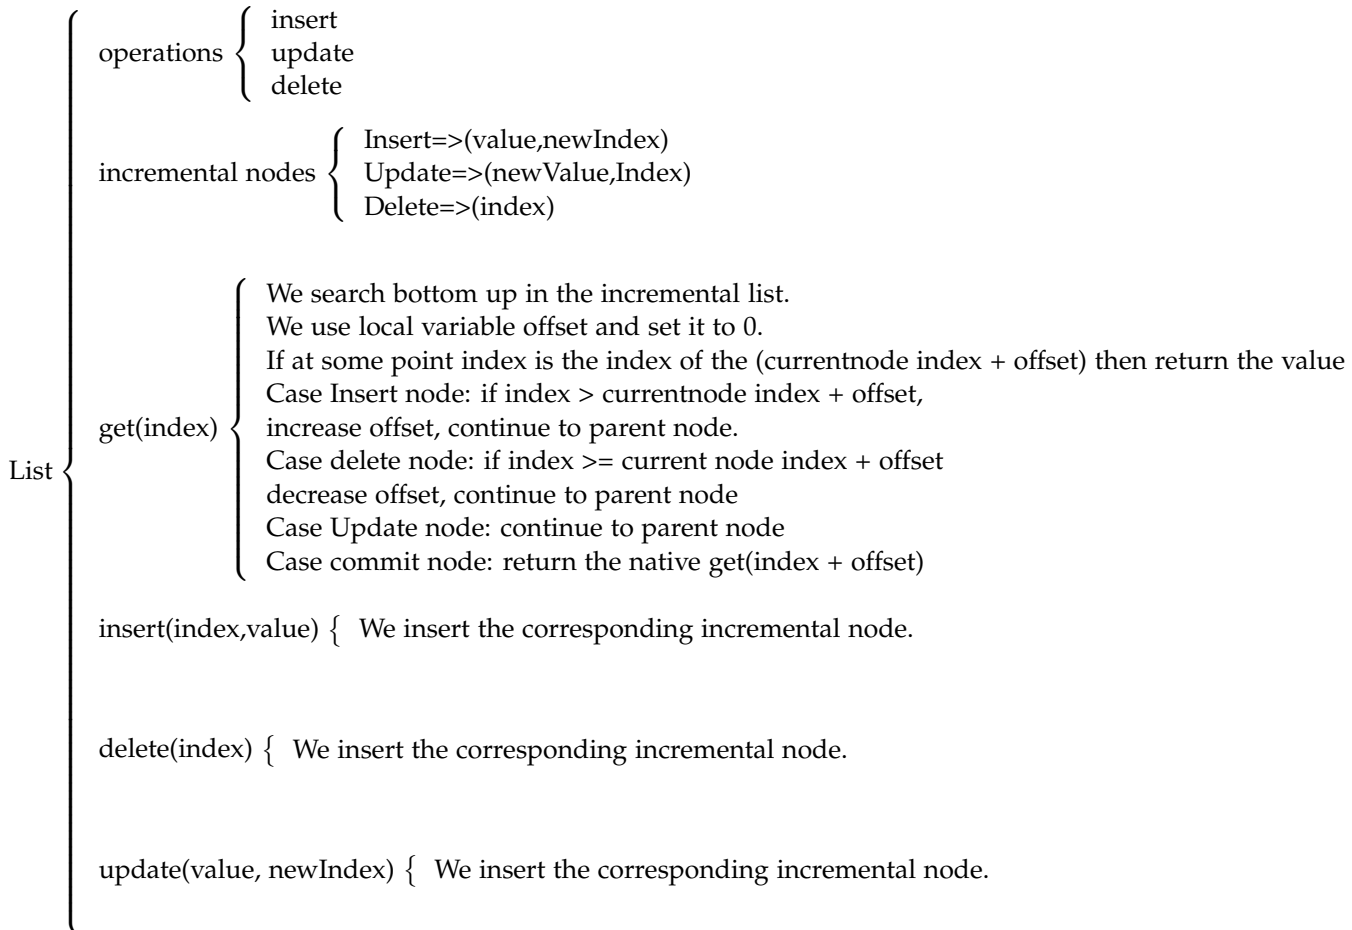 List
operations
insert
update
delete
incremental nodes
Insert=>(value,newIndex)
Update=>(newValue,Index)
Delete=>(index)
get(index)
We search bottom up in the incremental list.
We use local variable offset and set it to 0.
If at some point index is the index of the (currentnode index + offset) then return the value
Case Insert node: if index > currentnode index + offset,
increase offset, continue to parent node.
Case delete node: if index >= current node index + offset
decrease offset, continue to parent node
Case Update node: continue to parent node
Case commit node: return the native get(index + offset)
insert(index,value) { We insert the corresponding incremental node.
delete(index) { We insert the corresponding incremental node.
update(value, newIndex) { We insert the corresponding incremental node.